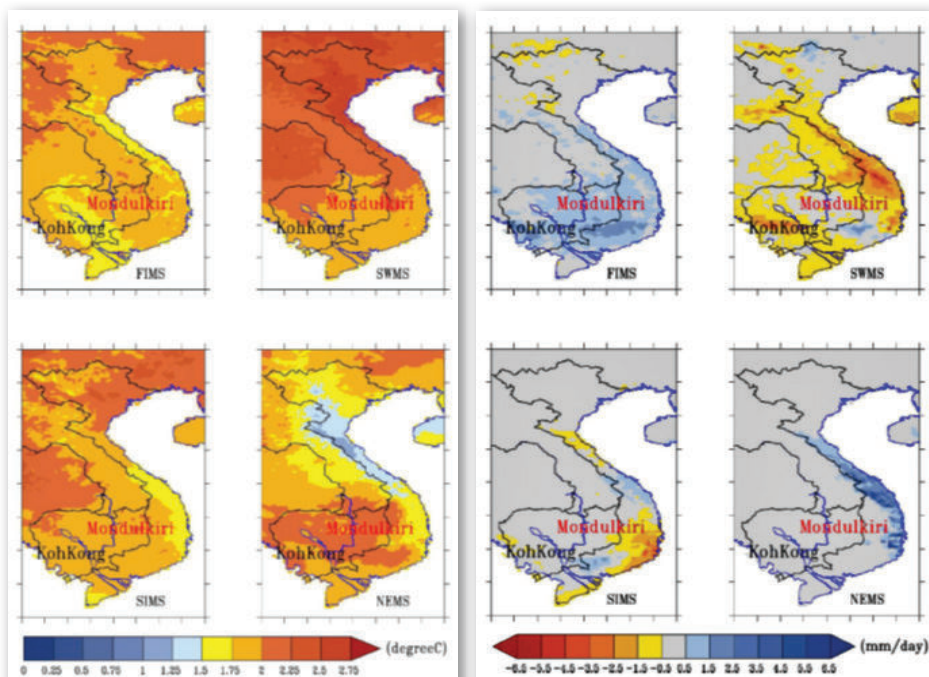 Mondulkiri
KohKong
FIMS
Mondulkiri
KohKong
SWMS
Mondulkiri
KohKong
FIMS
Mondulkiri
KohKong
SWMS
Mondulkiri
KohKong
SIMS
Mondulkiri
KohKong
NEMS
Mondulkiri
KohKong
SIMS
Mondulkiri
KohKong
NEMS
(degreeC)
0 0.25 0.5 0.75 1 1.25 1.5 1.75 2 2.25 2.5 2.75
(mm/day)
-6.5 -5.5 -4.5 -3.5 -2.5 -1.5 -0.5 0.5 1.5 2.5 3.5 4.5 5.5 6.5